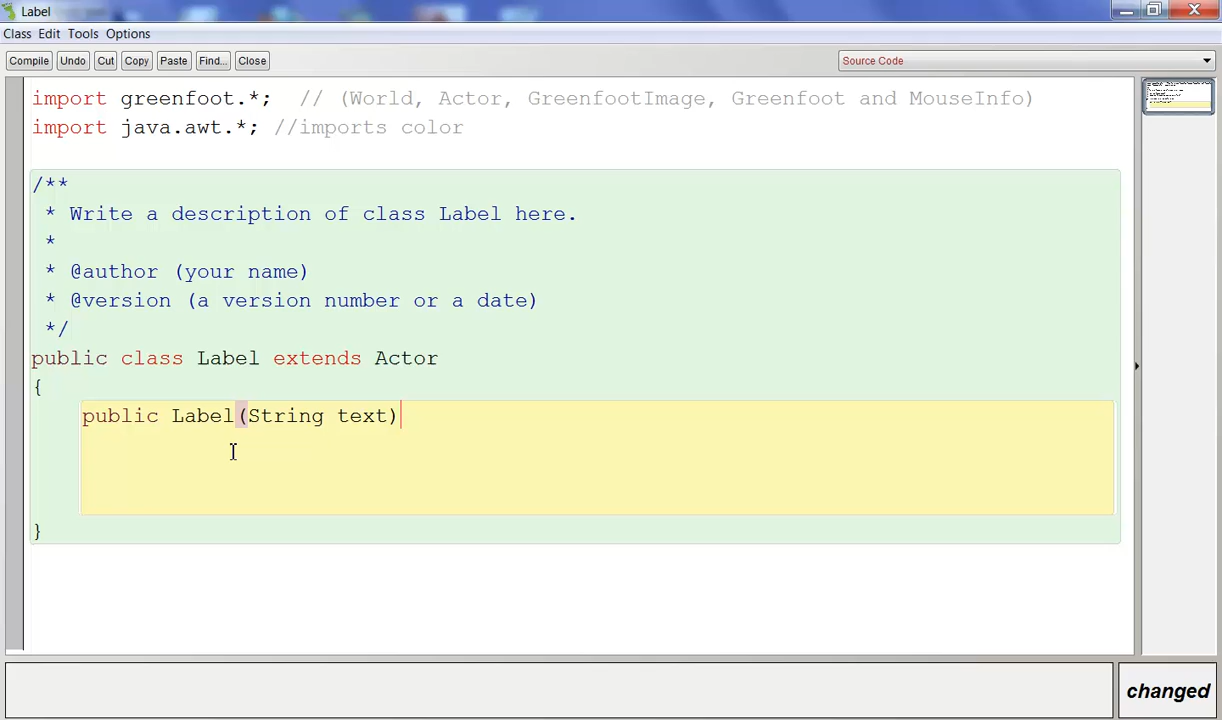 Label
Class Edit Tools Options
Compile Undo Cut Copy Paste Find... Close Source Code
import greenfoot.*;  // (World, Actor, GreenfootImage, Greenfoot and MouseInfo)
import java.awt.*; //imports color
/**
 * Write a description of class Label here.
 *
 * @author (your name)
 * @version (a version number or a date)
 */
public class Label extends Actor
{
    public Label(String text)
}
changed